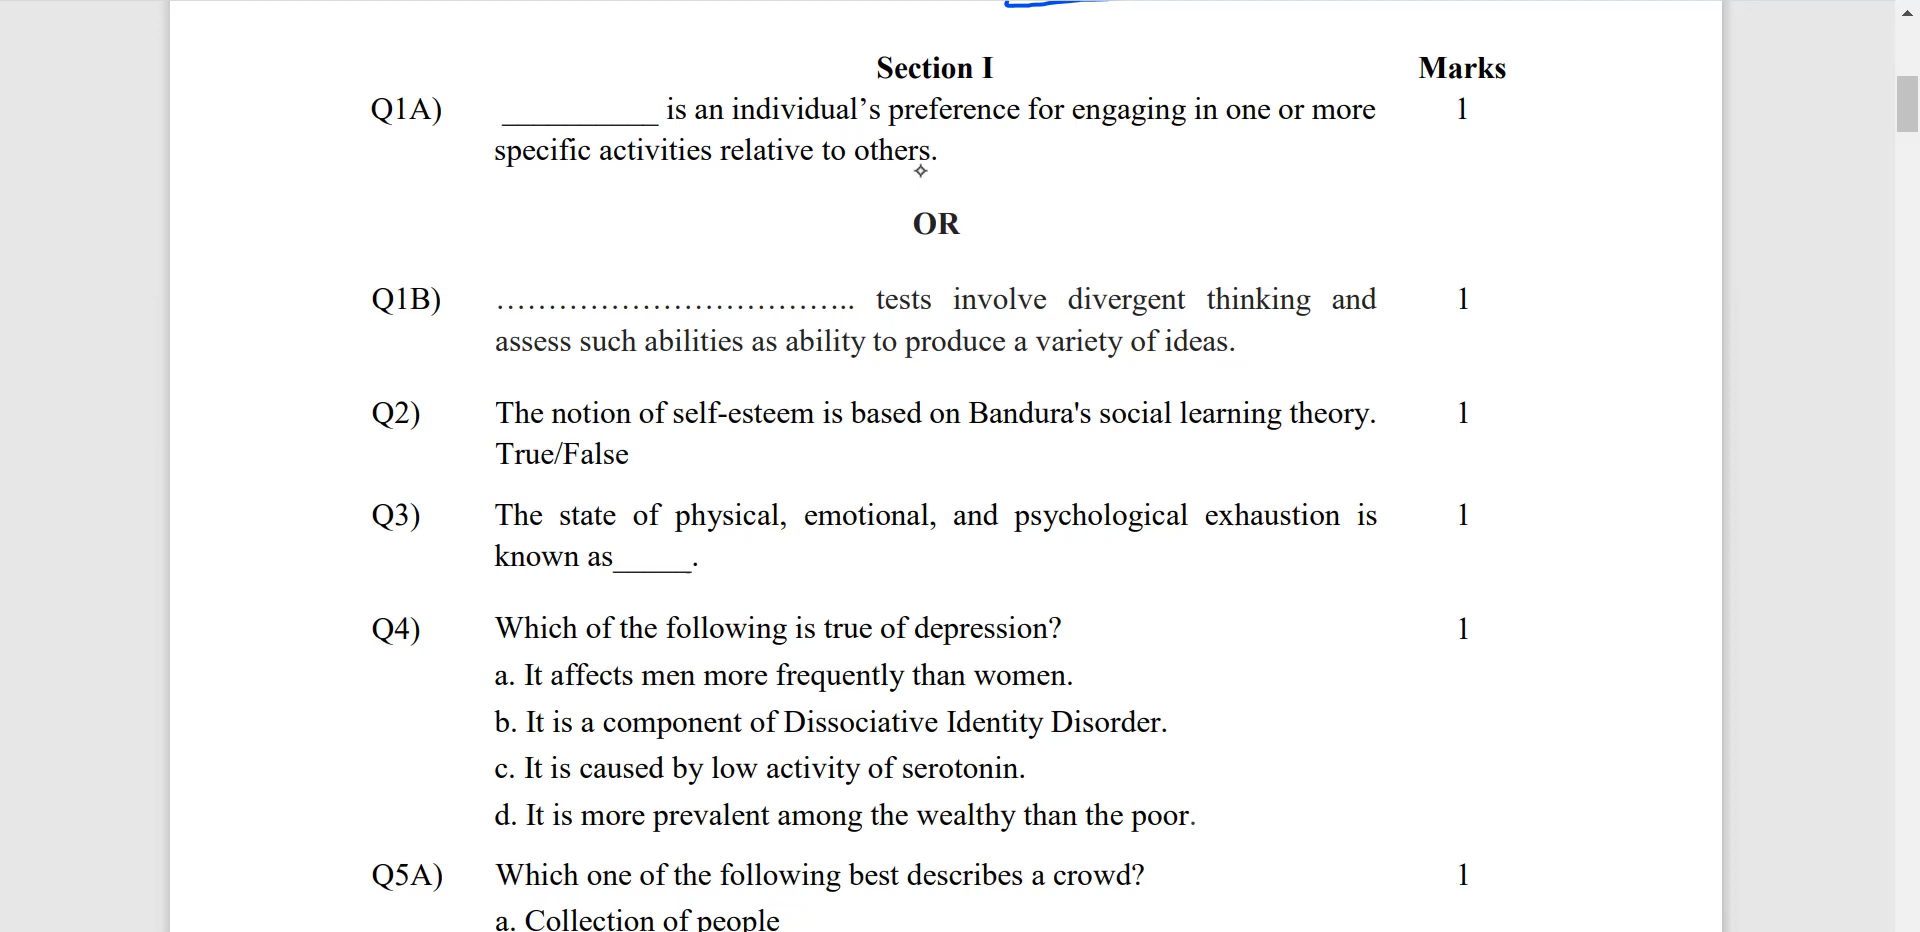 Section I Marks
Q1A) __________ is an individual’s preference for engaging in one or more 1
specific activities relative to others.
OR
Q1B) ……………………………….. tests involve divergent thinking and 1
assess such abilities as ability to produce a variety of ideas.
Q2) The notion of self-esteem is based on Bandura's social learning theory. 1
True/False
Q3) The state of physical, emotional, and psychological exhaustion is 1
known as_____.
Q4) Which of the following is true of depression? 1
a. It affects men more frequently than women.
b. It is a component of Dissociative Identity Disorder.
c. It is caused by low activity of serotonin.
d. It is more prevalent among the wealthy than the poor.
Q5A) Which one of the following best describes a crowd? 1
a. Collection of people